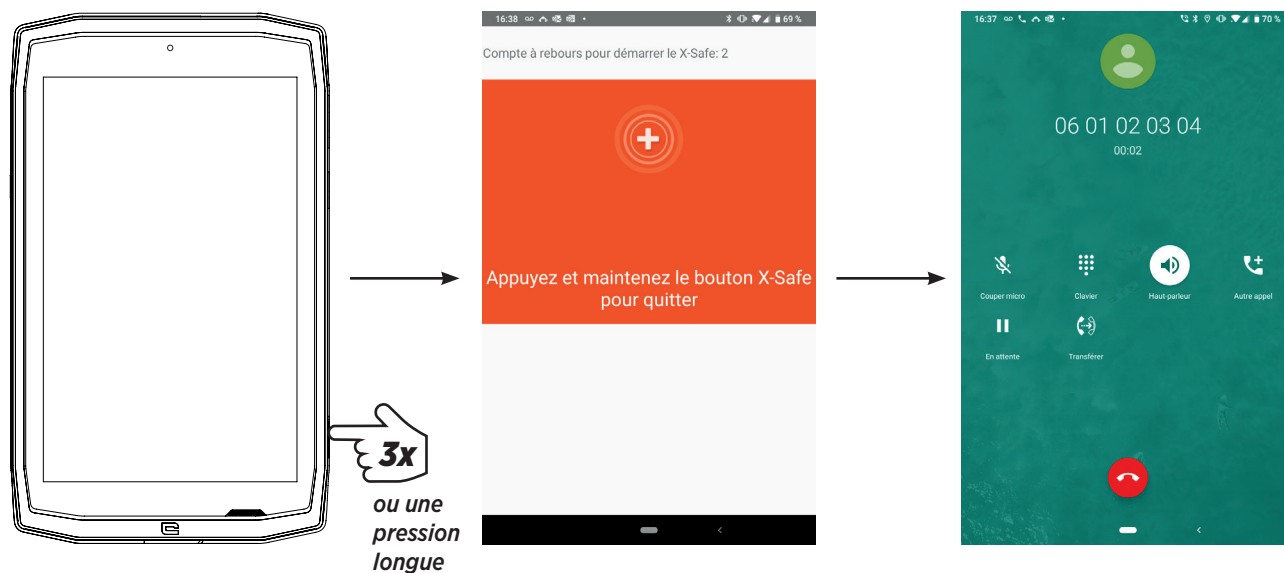 3x
ou une
pression
longue
16:38
69 %
Compte à rebours pour démarrer le X-Safe: 2
Appuyez et maintenez le bouton X-Safe
pour quitter
16:37
70 %
06 01 02 03 04
00:02
Couper micro
Clavier
Haut-parleur
Autre appel
En attente
Transférer